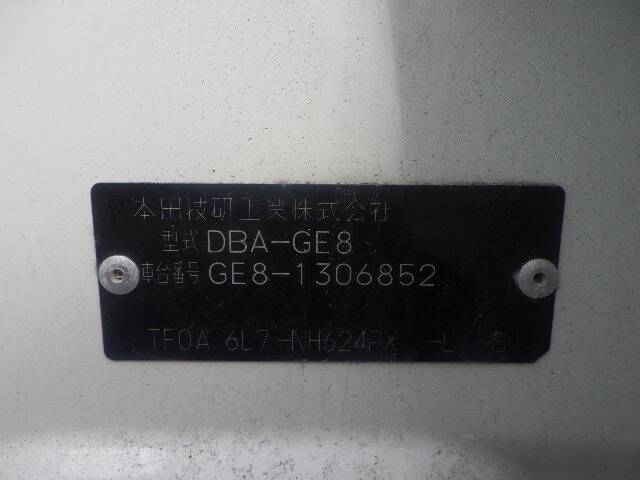 本田技研工業株式会社
型式 DBA-GE8
車台番号 GE8-1306852
TF0A 6L7-NH624PX -L -S